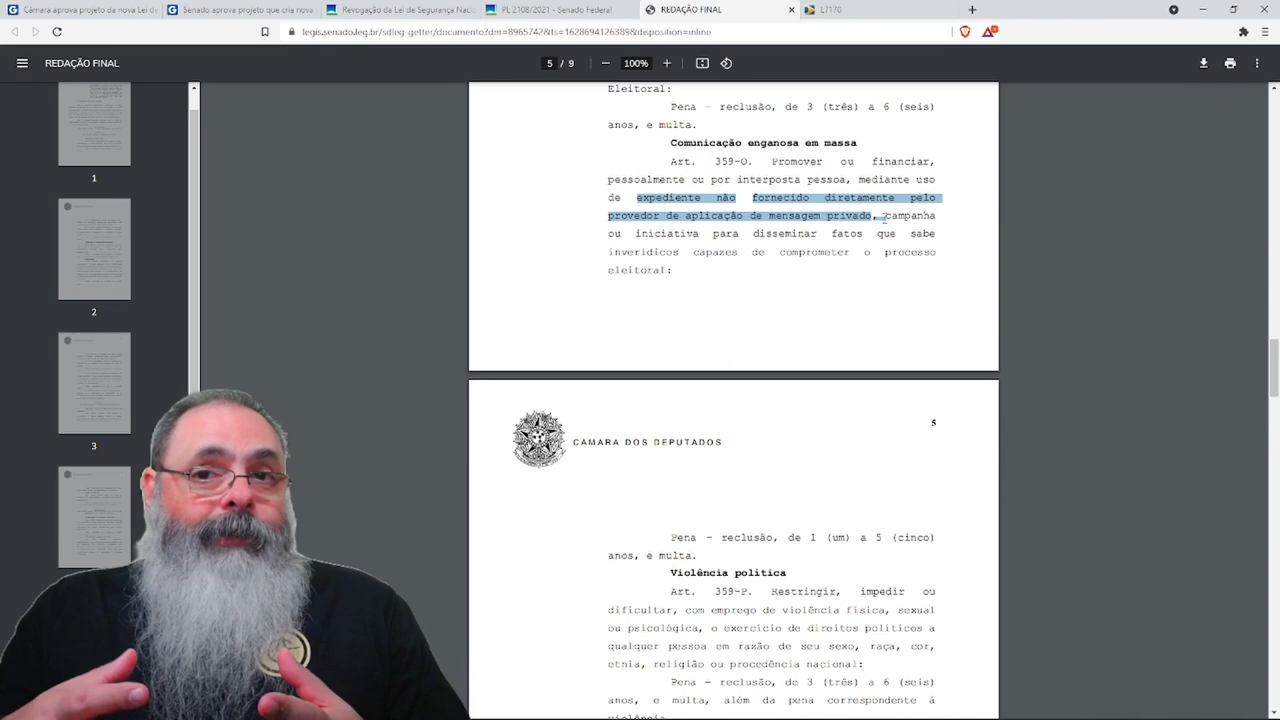 Câmara aprova projeto da nova Lei de
Senado aprova projeto que cria nova
Revogação da Lei de Segurança Naci
PL 2108/2021 - Senado Federal
REDAÇÃO FINAL
L7170
legis.senado.leg.br/sdleg-getter/documento?dm=8965742&ts=1628694126389&disposition=inline
REDAÇÃO FINAL
5 / 9
100%
1
2
3
Eleitoral:
Pena – reclusão, de 3 (três) a 6 (seis)
anos, e multa.
Comunicação enganosa em massa
Art. 359-O. Promover ou financiar,
pessoalmente ou por interposta pessoa, mediante uso
de expediente não fornecido diretamente pelo
provedor de aplicação de mensagem privado, campanha
ou iniciativa para disseminar fatos que sabe
inverídicos capazes de comprometer o processo
eleitoral:
5
CÂMARA DOS DEPUTADOS
Pena – reclusão, de 1 (um) a 5 (cinco)
anos, e multa.
Violência política
Art. 359-P. Restringir, impedir ou
dificultar, com emprego de violência física, sexual
ou psicológica, o exercício de direitos políticos a
qualquer pessoa em razão de seu sexo, raça, cor,
etnia, religião ou procedência nacional:
Pena – reclusão, de 3 (três) a 6 (seis)
anos, e multa, além da pena correspondente à
violência.